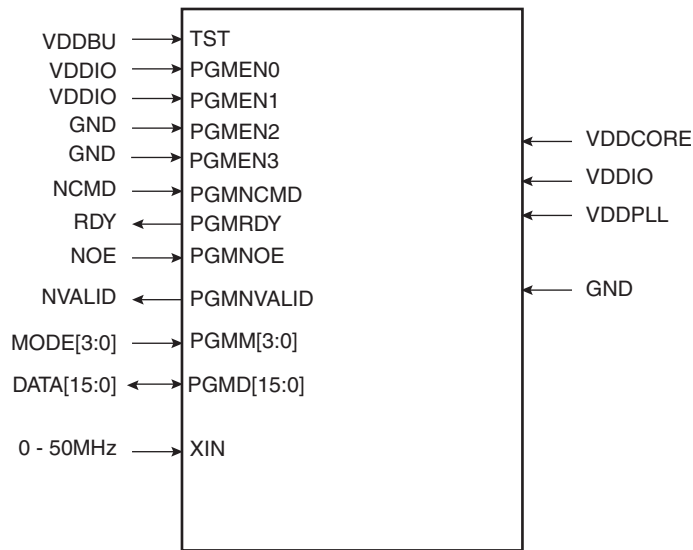 VDDBU TST
VDDIO PGMEN0
VDDIO PGMEN1
GND PGMEN2
GND PGMEN3
NCMD PGMNCMD
RDY PGMRDY
NOE PGMNOE
NVALID PGMNVALID
MODE[3:0] PGMM[3:0]
DATA[15:0] PGMD[15:0]
0 - 50MHz XIN
VDDCORE
VDDIO
VDDPLL
GND